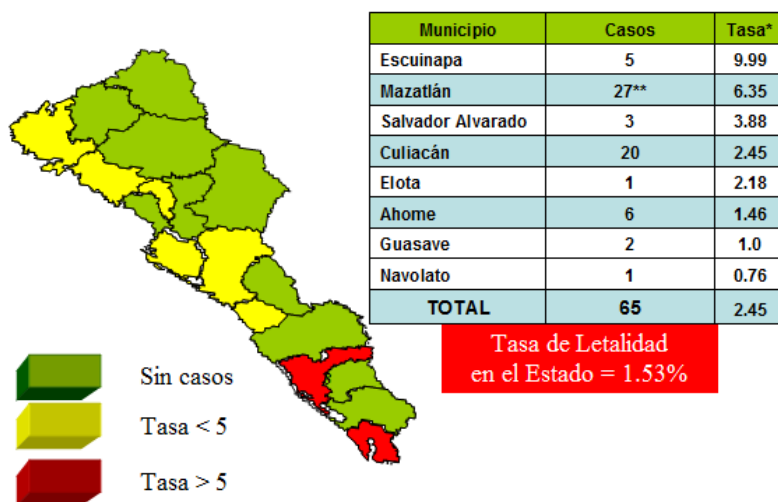 Municipio Casos Tasa*
Escuinapa 5 9.99
Mazatlán 27** 6.35
Salvador Alvarado 3 3.88
Culiacán 20 2.45
Elota 1 2.18
Ahome 6 1.46
Guasave 2 1.0
Navolato 1 0.76
TOTAL 65 2.45
Tasa de Letalidad
en el Estado = 1.53%
Sin casos
Tasa < 5
Tasa > 5